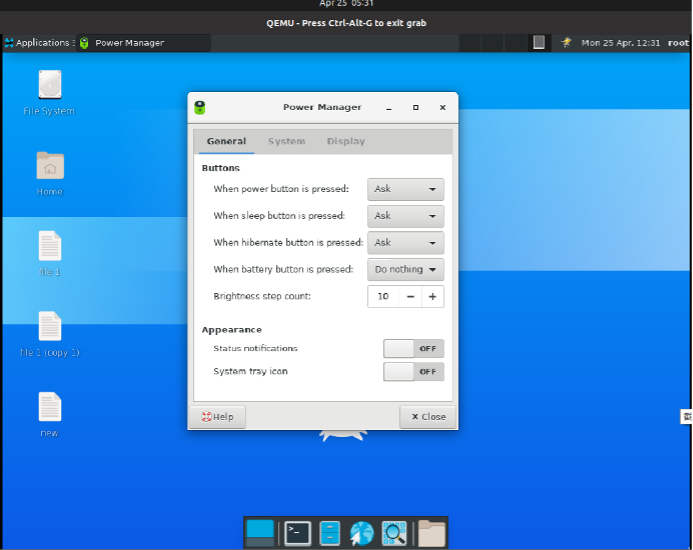 Apr 25 05:31
QEMU - Press Ctrl-Alt-G to exit grab
Applications
Power Manager
Mon 25 Apr, 12:31
root
File System
Home
file 1
file 1 (copy 1)
new
Power Manager
General
System
Display
Buttons
When power button is pressed: Ask
When sleep button is pressed: Ask
When hibernate button is pressed: Ask
When battery button is pressed: Do nothing
Brightness step count: 10 − +
Appearance
Status notifications OFF
System tray icon OFF
Help
Close